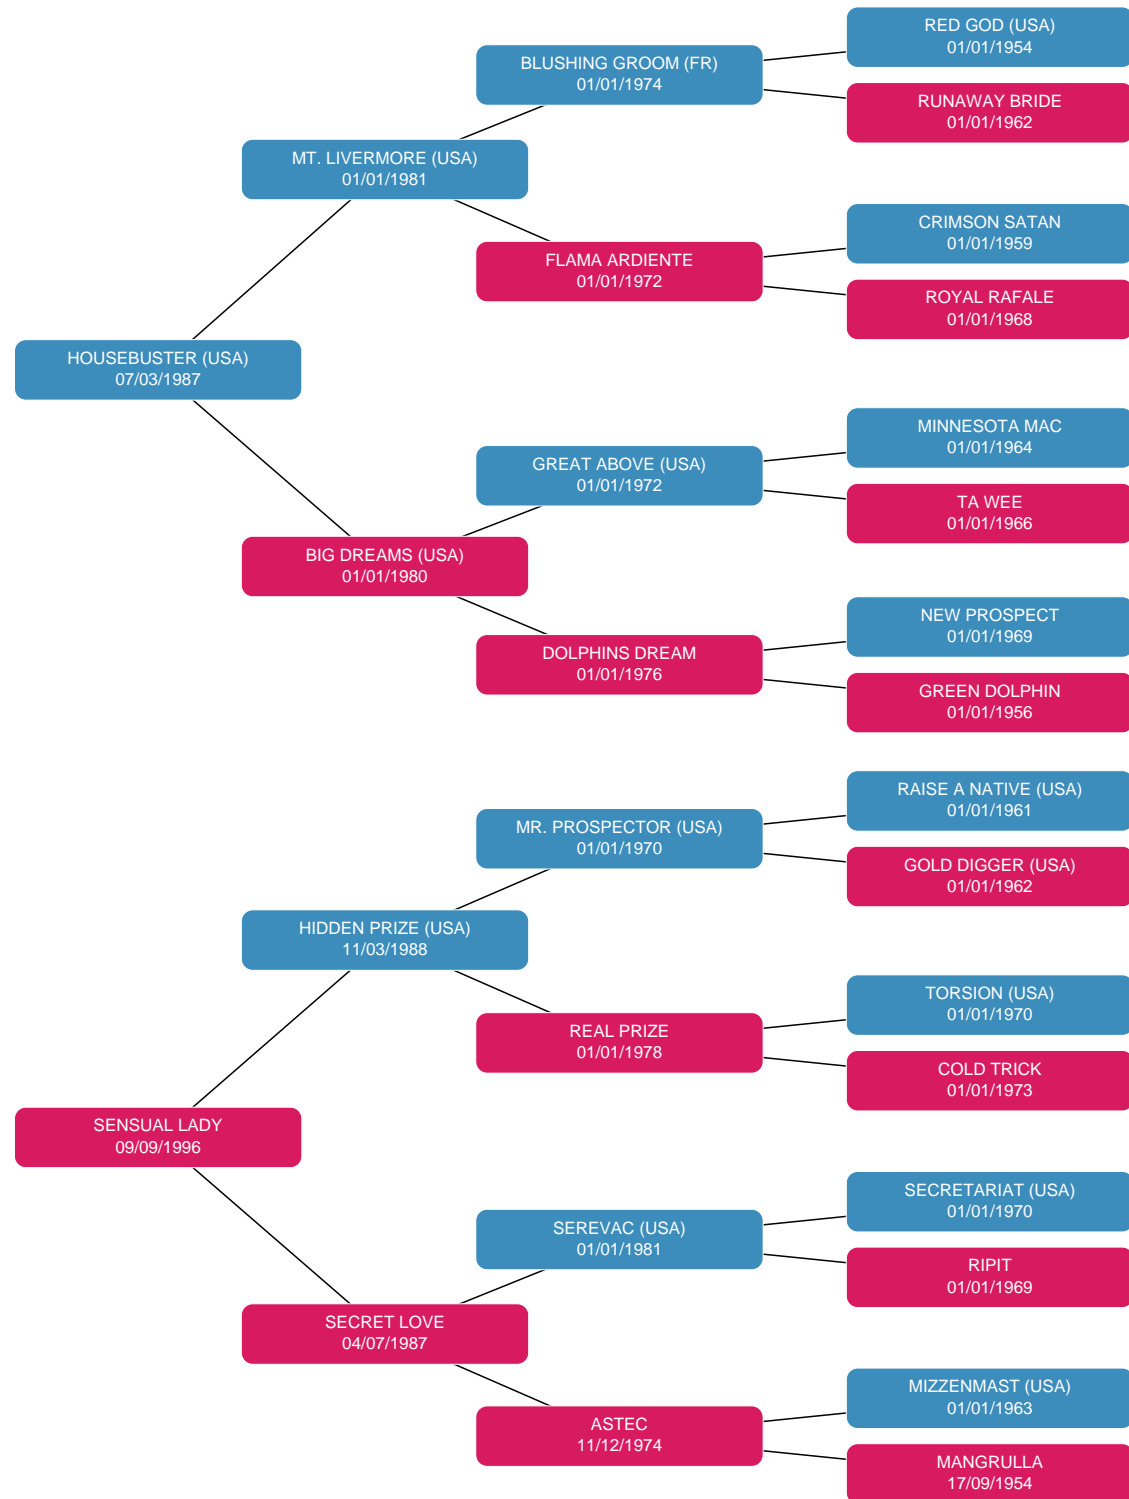 RED GOD (USA)
01/01/1954
BLUSHING GROOM (FR)
01/01/1974
RUNAWAY BRIDE
01/01/1962
MT. LIVERMORE (USA)
01/01/1981
CRIMSON SATAN
01/01/1959
FLAMA ARDIENTE
01/01/1972
ROYAL RAFALE
01/01/1968
HOUSEBUSTER (USA)
07/03/1987
MINNESOTA MAC
01/01/1964
GREAT ABOVE (USA)
01/01/1972
TA WEE
01/01/1966
BIG DREAMS (USA)
01/01/1980
NEW PROSPECT
01/01/1969
DOLPHINS DREAM
01/01/1976
GREEN DOLPHIN
01/01/1956
RAISE A NATIVE (USA)
01/01/1961
MR. PROSPECTOR (USA)
01/01/1970
GOLD DIGGER (USA)
01/01/1962
HIDDEN PRIZE (USA)
11/03/1988
TORSION (USA)
01/01/1970
REAL PRIZE
01/01/1978
COLD TRICK
01/01/1973
SENSUAL LADY
09/09/1996
SECRETARIAT (USA)
01/01/1970
SEREVAC (USA)
01/01/1981
RIPIT
01/01/1969
SECRET LOVE
04/07/1987
MIZZENMAST (USA)
01/01/1963
ASTEC
11/12/1974
MANGRULLA
17/09/1954